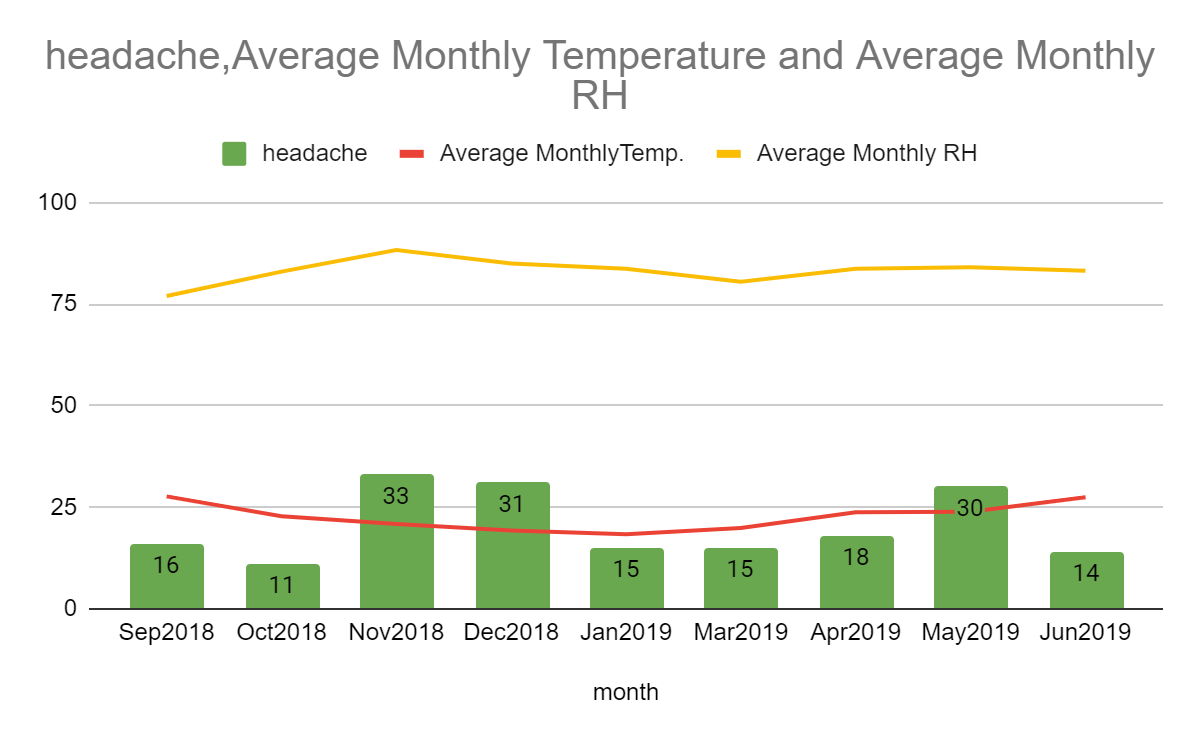 headache,Average Monthly Temperature and Average Monthly
RH
headache Average MonthlyTemp. Average Monthly RH
100
75
50
25
0
16
11
33
31
15
15
18
30
14
Sep2018 Oct2018 Nov2018 Dec2018 Jan2019 Mar2019 Apr2019 May2019 Jun2019
month